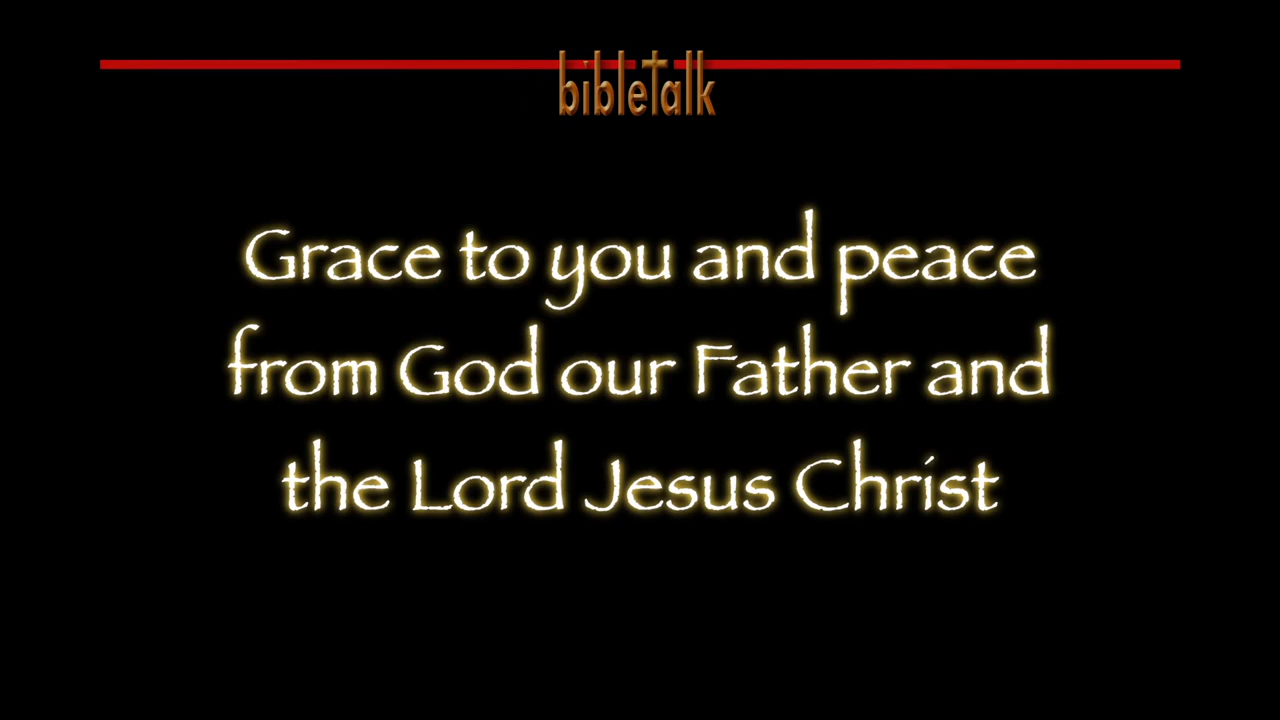 bibleTalk
Grace to you and peace
from God our Father and
the Lord Jesus Christ